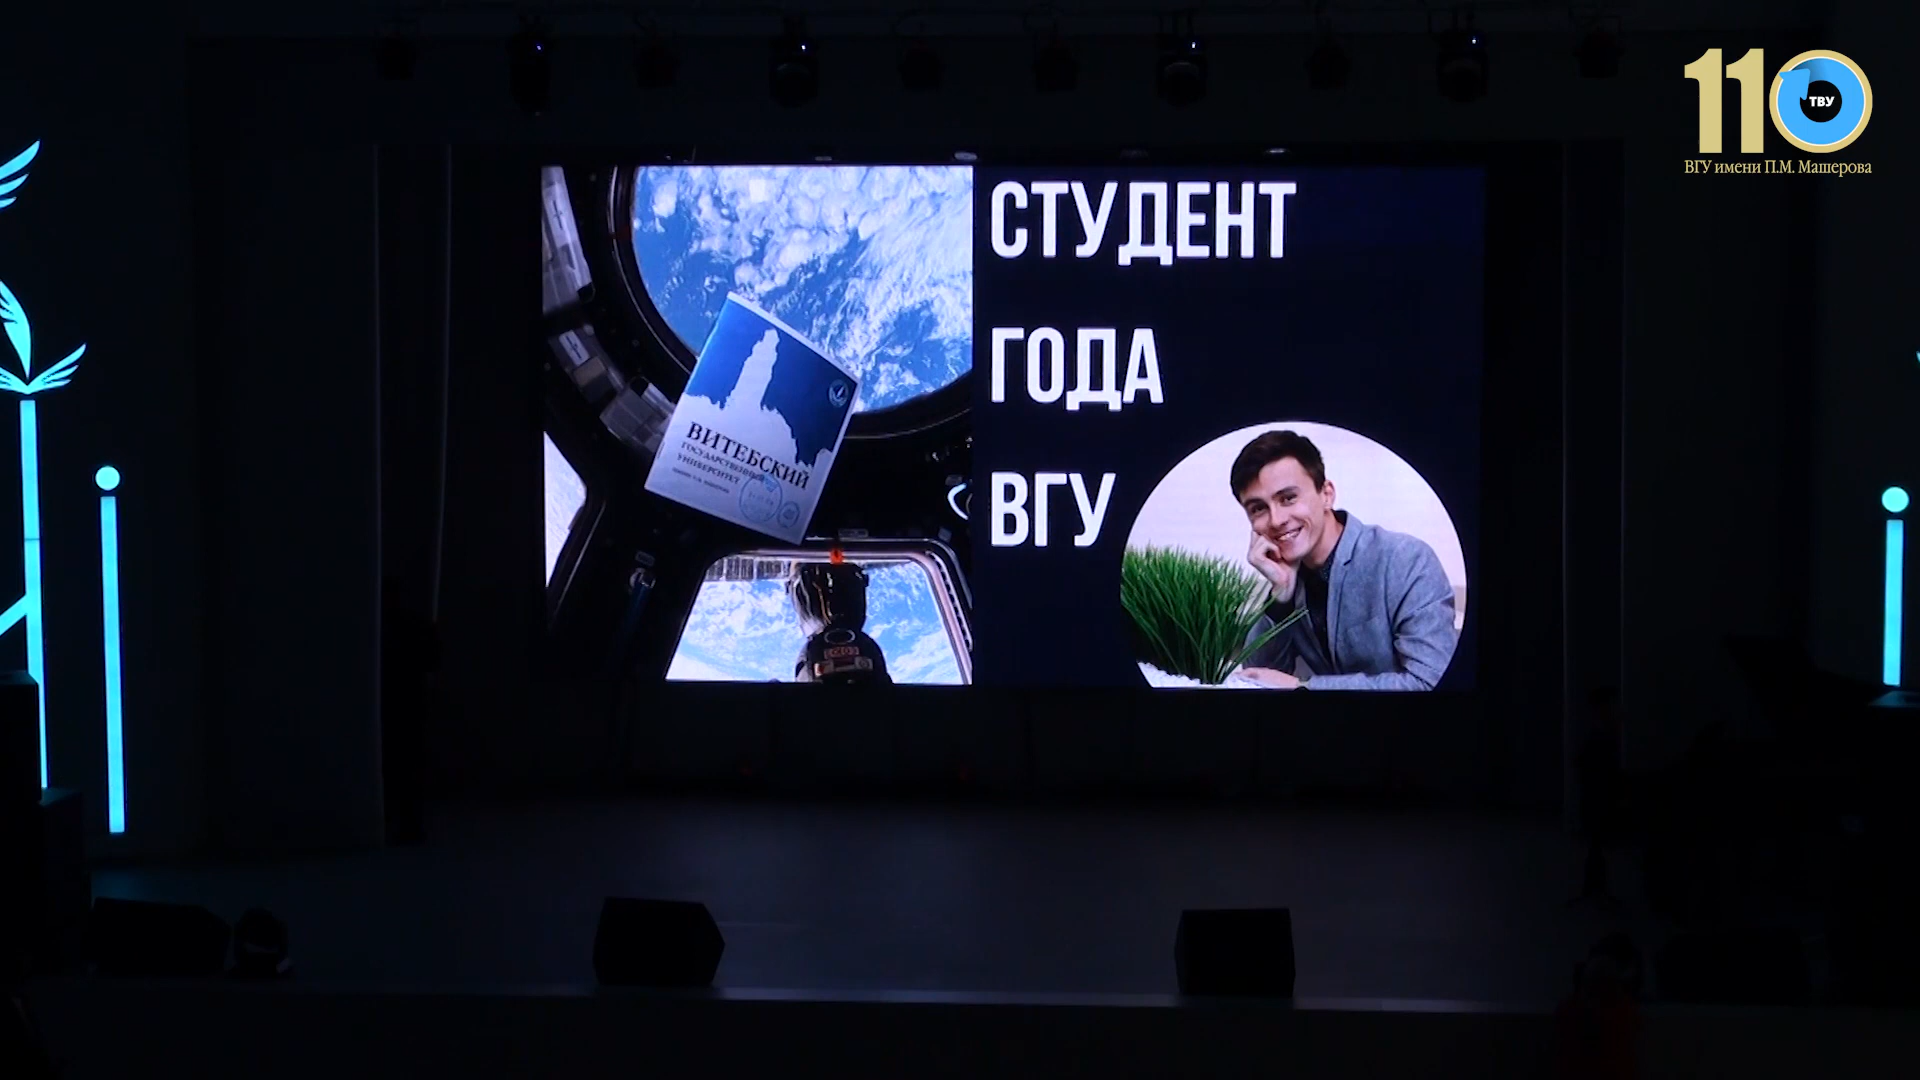 110
ТВУ
ВГУ имени П.М. Машерова
СТУДЕНТ
ГОДА
ВГУ
ВИТЕБСКИЙ
ГОСУДАРСТВЕННЫЙ
УНИВЕРСИТЕТ